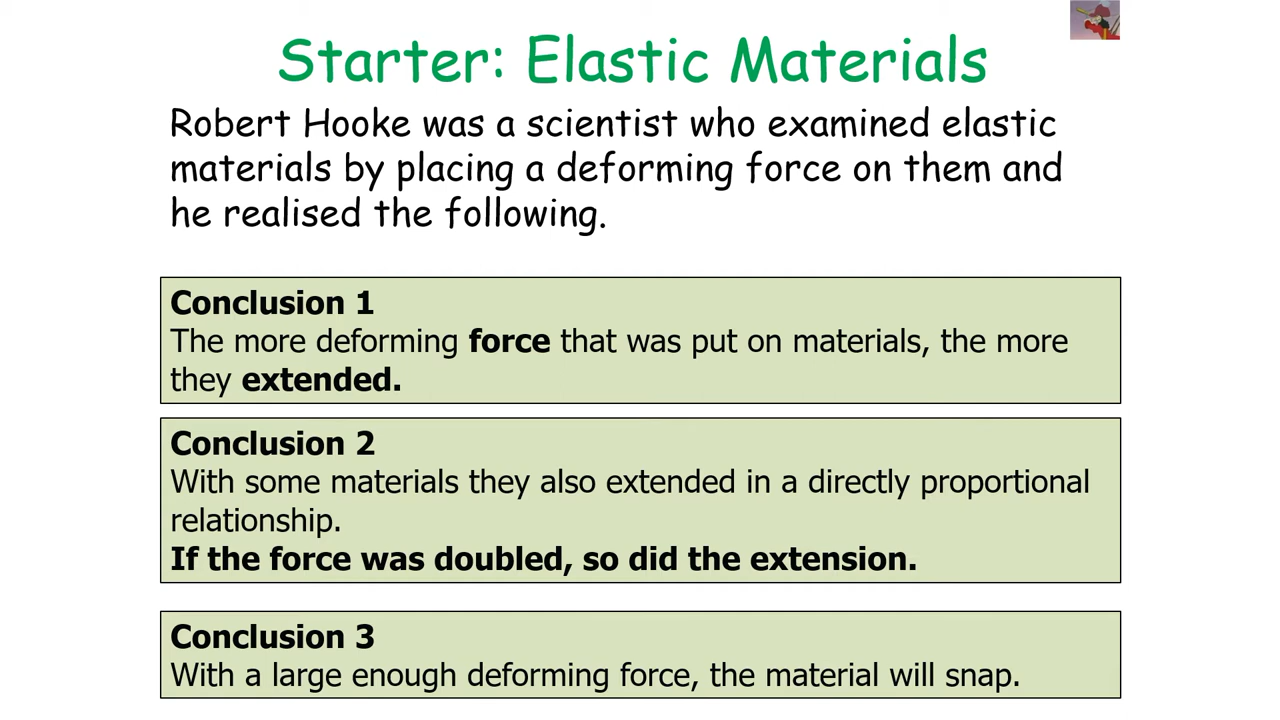 Starter: Elastic Materials
Robert Hooke was a scientist who examined elastic
materials by placing a deforming force on them and
he realised the following.
Conclusion 1
The more deforming force that was put on materials, the more
they extended.
Conclusion 2
With some materials they also extended in a directly proportional
relationship.
If the force was doubled, so did the extension.
Conclusion 3
With a large enough deforming force, the material will snap.